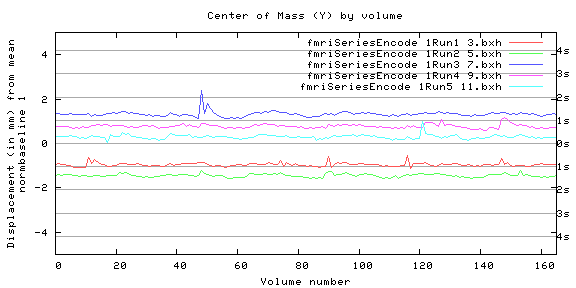 Center of Mass (Y) by volume
fmriSeriesEncode 1Run1 3.bxh
fmriSeriesEncode 1Run2 5.bxh
fmriSeriesEncode 1Run3 7.bxh
fmriSeriesEncode 1Run4 9.bxh
fmriSeriesEncode 1Run5 11.bxh
Displacement (in mm) from mean
normbaseline 1
4
2
0
-2
-4
4s
3s
2s
1s
0s
1s
2s
3s
4s
0 20 40 60 80 100 120 140 160
Volume number